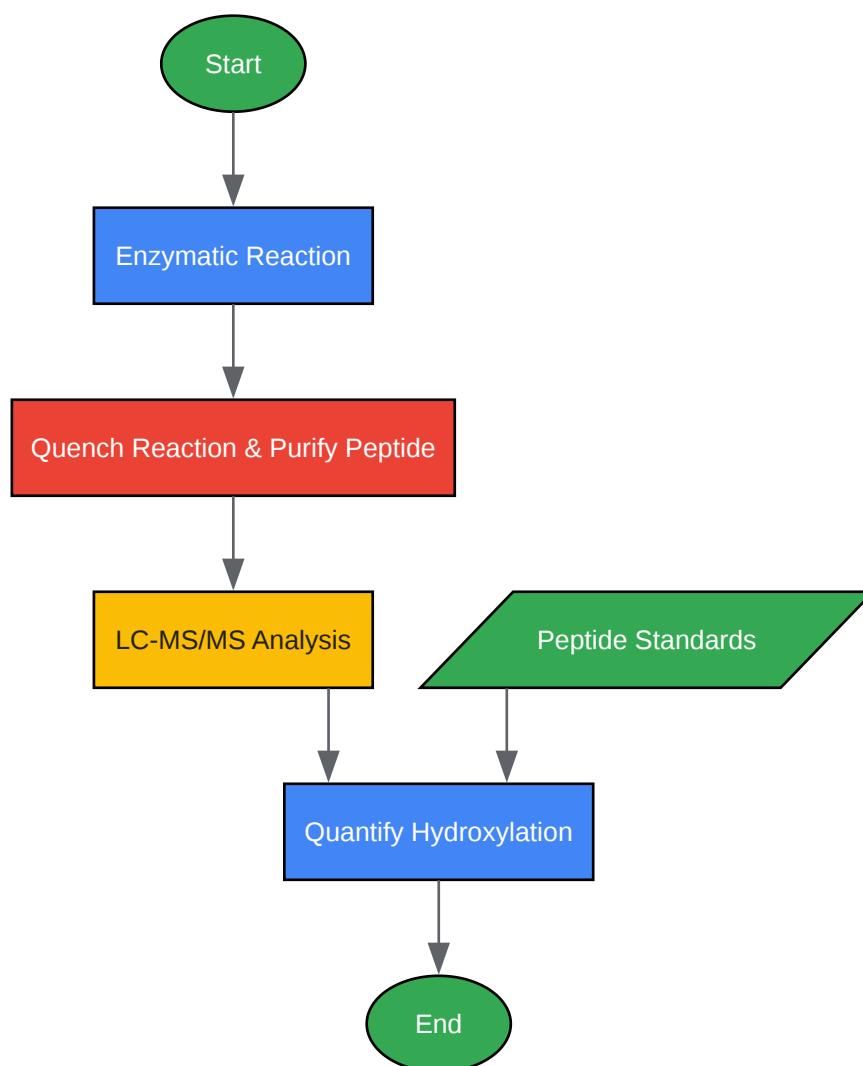 Start
Enzymatic Reaction
Quench Reaction & Purify Peptide
LC-MS/MS Analysis
Peptide Standards
Quantify Hydroxylation
End